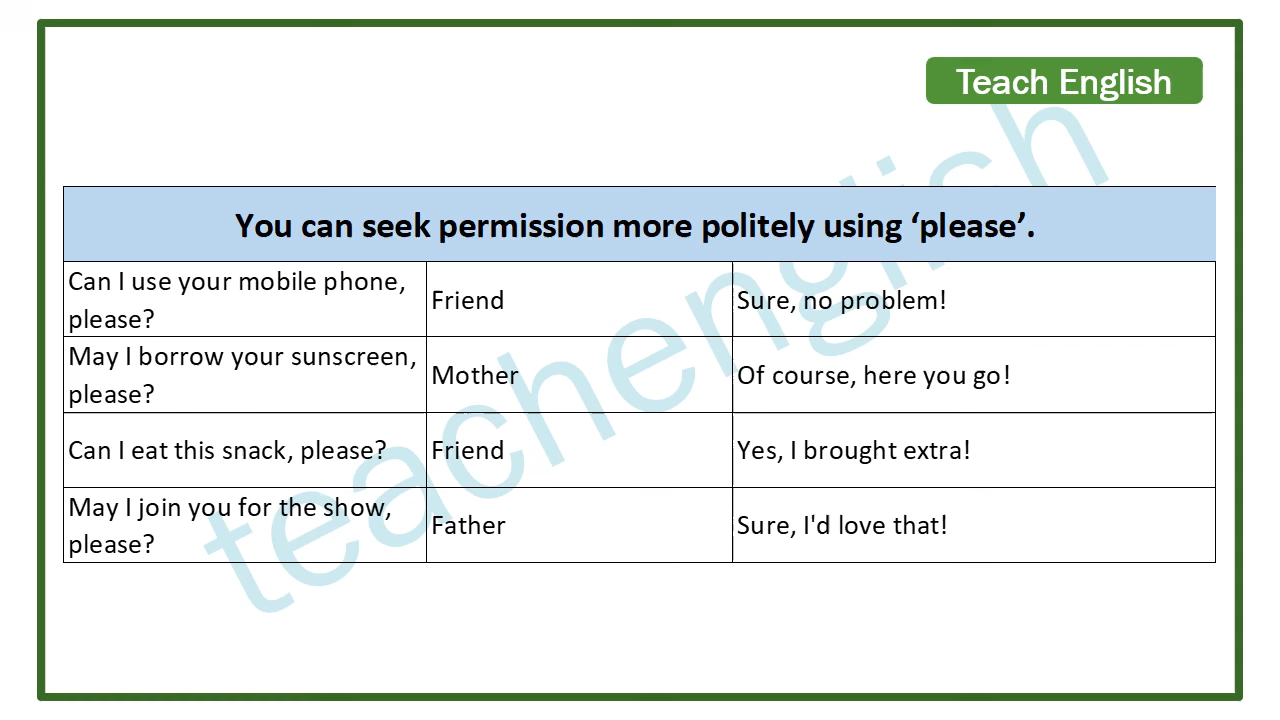 Teach English
You can seek permission more politely using ‘please’.
Can I use your mobile phone,
please?
Friend
Sure, no problem!
May I borrow your sunscreen,
please?
Mother
Of course, here you go!
Can I eat this snack, please?
Friend
Yes, I brought extra!
May I join you for the show,
please?
Father
Sure, I'd love that!
teachenglish